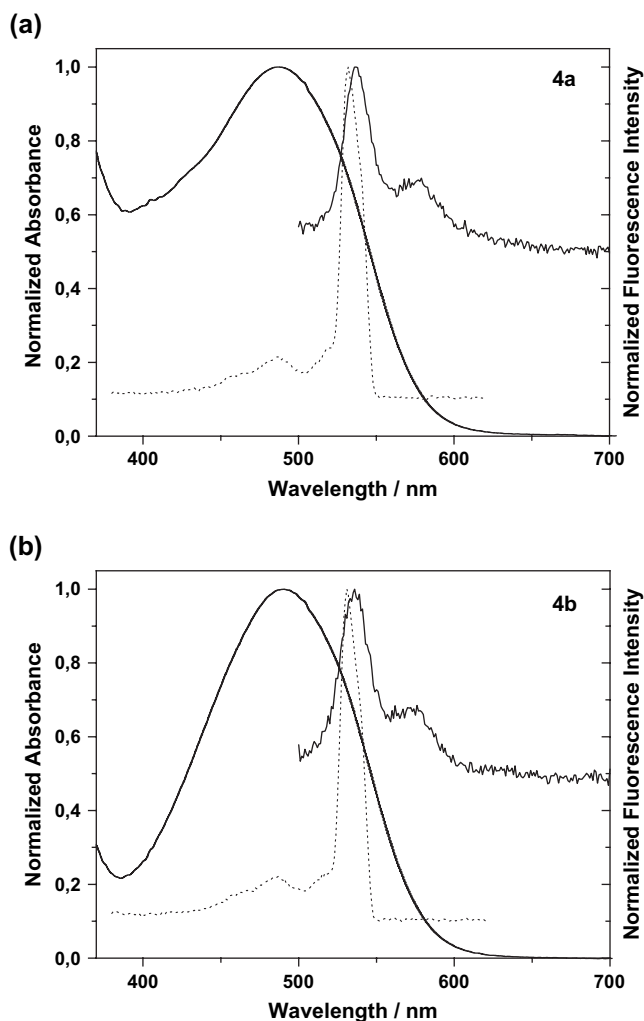 (a)
4a
1,0
0,8
0,6
0,4
0,2
0,0
Normalized Absorbance
Normalized Fluorescence Intensity
400
500
600
700
Wavelength / nm
(b)
4b
1,0
0,8
0,6
0,4
0,2
0,0
Normalized Absorbance
Normalized Fluorescence Intensity
400
500
600
700
Wavelength / nm